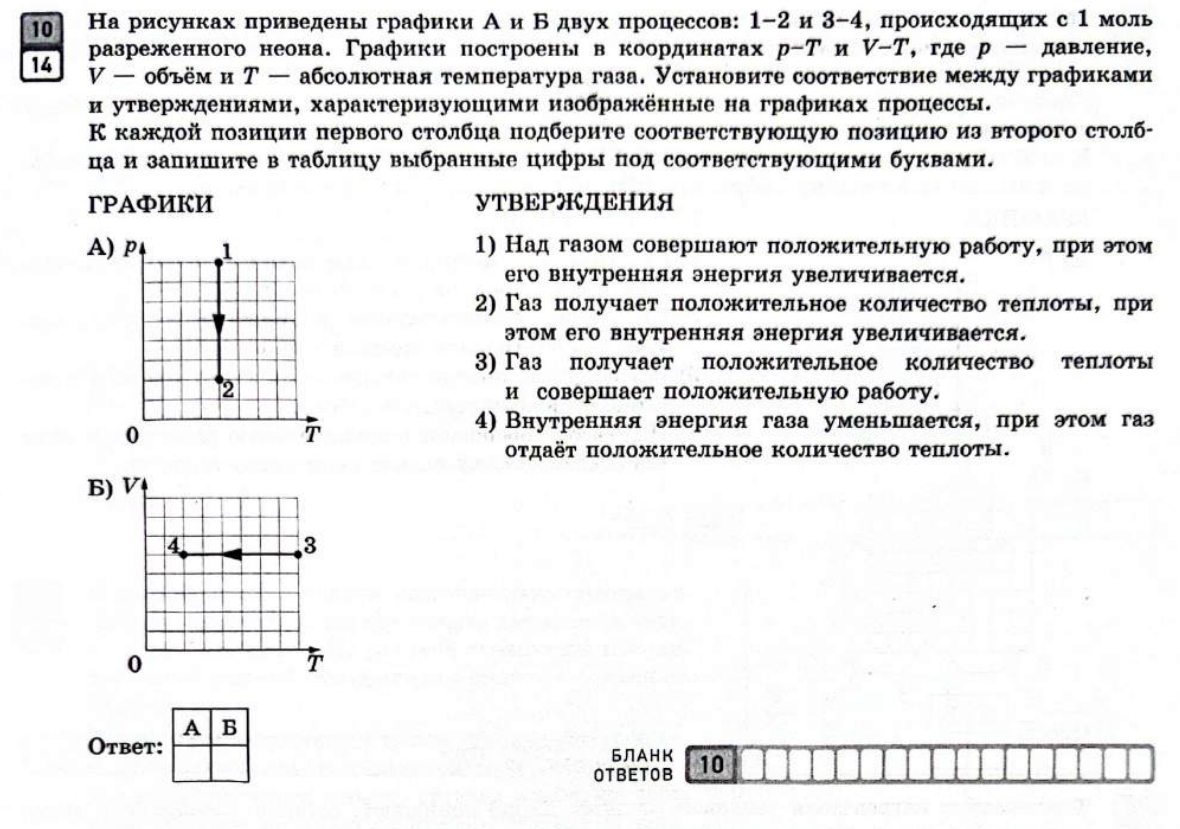 10
14
На рисунках приведены графики А и Б двух процессов: 1–2 и 3–4, происходящих с 1 моль
разреженного неона. Графики построены в координатах p–T и V–T, где p — давление,
V — объём и T — абсолютная температура газа. Установите соответствие между графиками
и утверждениями, характеризующими изображённые на графиках процессы.
К каждой позиции первого столбца подберите соответствующую позицию из второго столб-
ца и запишите в таблицу выбранные цифры под соответствующими буквами.
ГРАФИКИ
А) p
1
2
0
T
Б) V
4
3
0
T
УТВЕРЖДЕНИЯ
1) Над газом совершают положительную работу, при этом
его внутренняя энергия увеличивается.
2) Газ получает положительное количество теплоты, при
этом его внутренняя энергия увеличивается.
3) Газ получает положительное количество теплоты
и совершает положительную работу.
4) Внутренняя энергия газа уменьшается, при этом газ
отдаёт положительное количество теплоты.
Ответ:
А Б
БЛАНК
ОТВЕТОВ
10